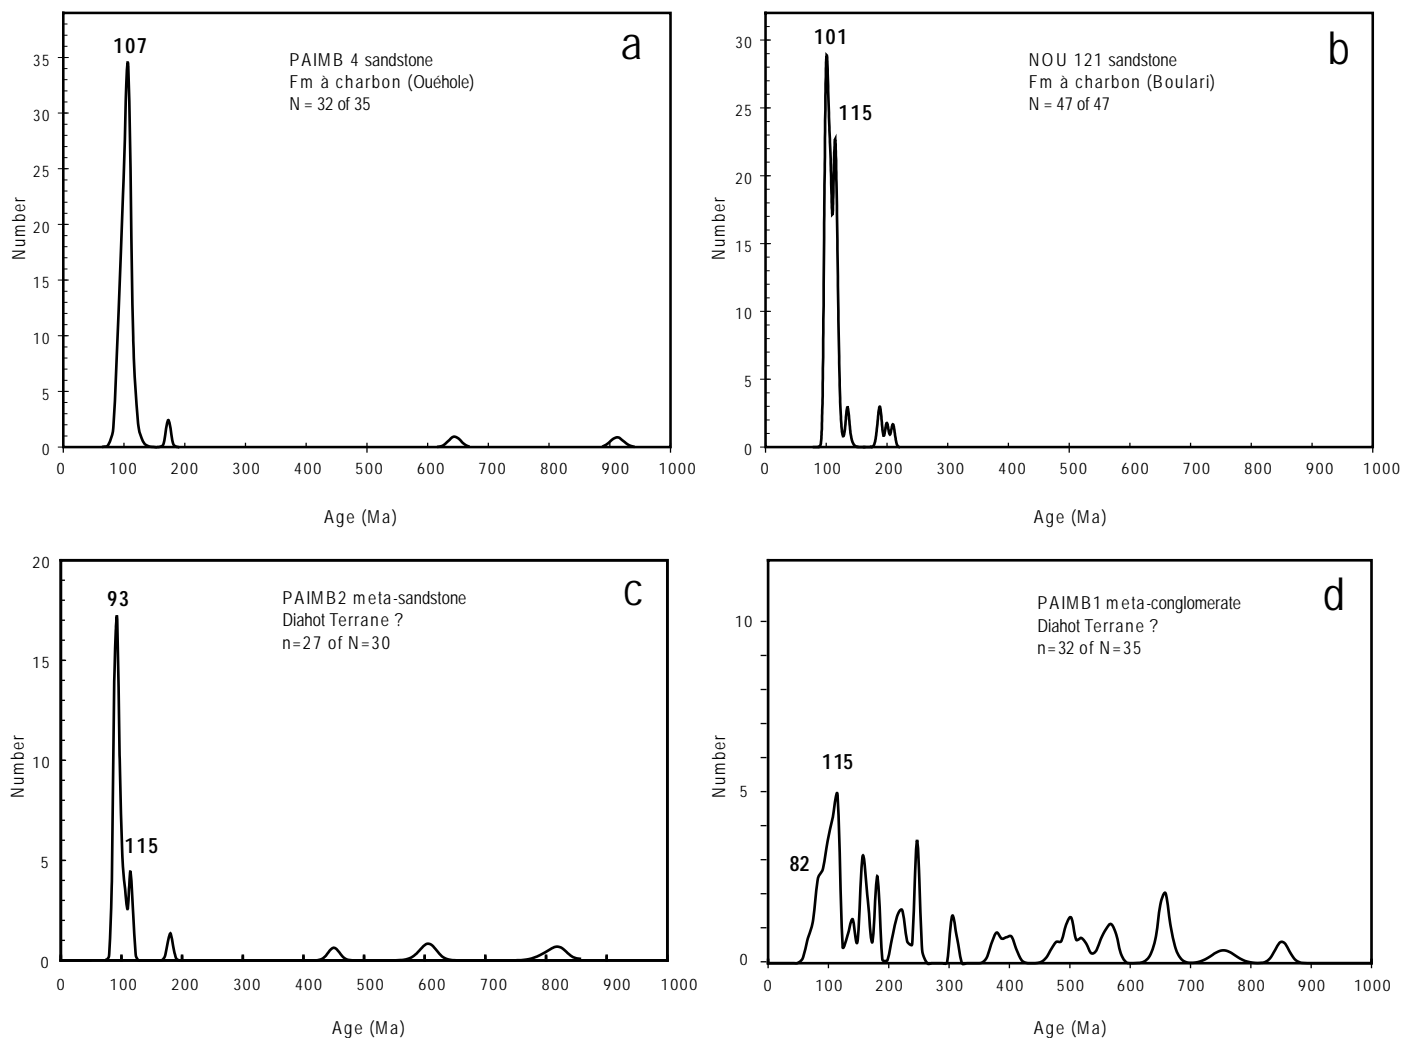 a
107
PAIMB 4 sandstone
Fm à charbon (Ouéhole)
N = 32 of 35
Number
35
30
25
20
15
10
5
0
0 100 200 300 400 500 600 700 800 900 1000
Age (Ma)
b
101
115
NOU 121 sandstone
Fm à charbon (Boulari)
N = 47 of 47
Number
30
25
20
15
10
5
0
0 100 200 300 400 500 600 700 800 900 1000
Age (Ma)
c
93
115
PAIMB2 meta-sandstone
Diahot Terrane ?
n=27 of N=30
Number
20
15
10
5
0
0 100 200 300 400 500 600 700 800 900 1000
Age (Ma)
d
115
82
PAIMB1 meta-conglomerate
Diahot Terrane ?
n=32 of N=35
Number
10
5
0
0 100 200 300 400 500 600 700 800 900 1000
Age (Ma)